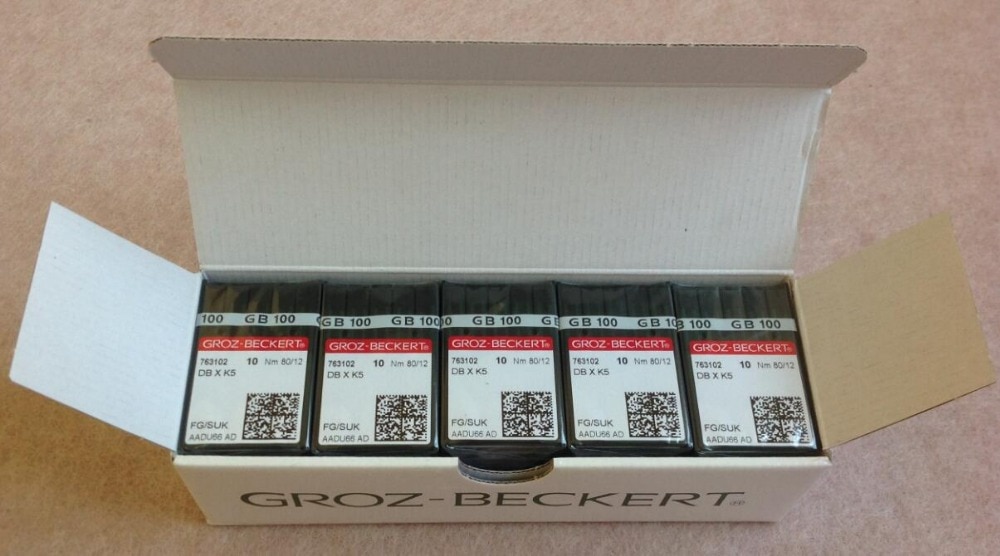 100 GB 100 G
GROZ-BECKERT®
763102 10 Nm 80/12
DB X K5
FG/SUK
AADU66 AD
GB 100 GB 100
GROZ-BECKERT®
763102 10 Nm 80/12
DB X K5
FG/SUK
AADU66 AD
GB 100 GB
GROZ-BECKERT®
763102 10 Nm 80/12
DB X K5
FG/SUK
AADU66 AD
GB 100 GB 10
GROZ-BECKERT®
763102 10 Nm 80/12
DB X K5
FG/SUK
AADU66 AD
B 100 GB 100
GROZ-BECKERT®
763102 10 Nm 80/12
DB X K5
FG/SUK
AADU66 AD
GROZ-BECKERT®